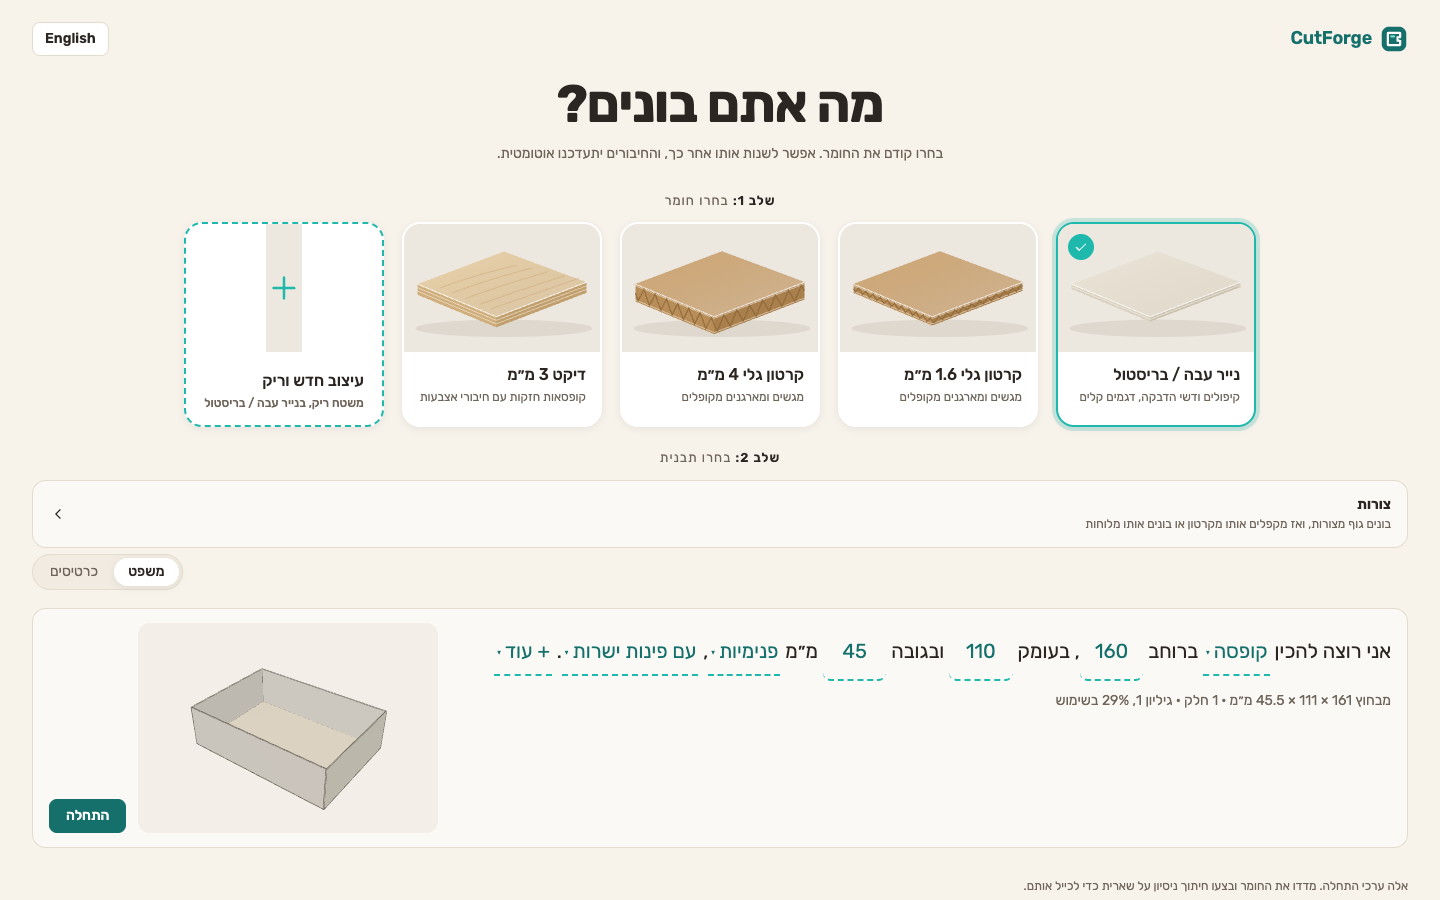 CutForge
English
מה אתם בונים?
בחרו קודם את החומר. אפשר לשנות אותו אחר כך, והחיבורים יתעדכנו אוטומטית.
שלב 1: בחרו חומר
נייר עבה / בריסטול
קיפולים ודשי הדבקה, דגמים קלים
קרטון גלי 1.6 מ״מ
מגשים ומארגנים מקופלים
קרטון גלי 4 מ״מ
מגשים ומארגנים מקופלים
דיקט 3 מ״מ
קופסאות חזקות עם חיבורי אצבעות
עיצוב חדש וריק
משטח ריק, בנייר עבה / בריסטול
שלב 2: בחרו תבנית
צורות
בונים גוף מצורות, ואז מקפלים אותו מקרטון או בונים אותו מלוחות
משפט
כרטיסים
אני רוצה להכין קופסה ברוחב 160 , בעומק 110 ובגובה 45 מ״מ פנימיות , עם פינות ישרות . + עוד
מבחוץ 161 × 111 × 45.5 מ״מ • 1 חלק • גיליון 1, 29% בשימוש
התחלה
אלה ערכי התחלה. מדדו את החומר ובצעו חיתוך ניסיון על שארית כדי לכייל אותם.